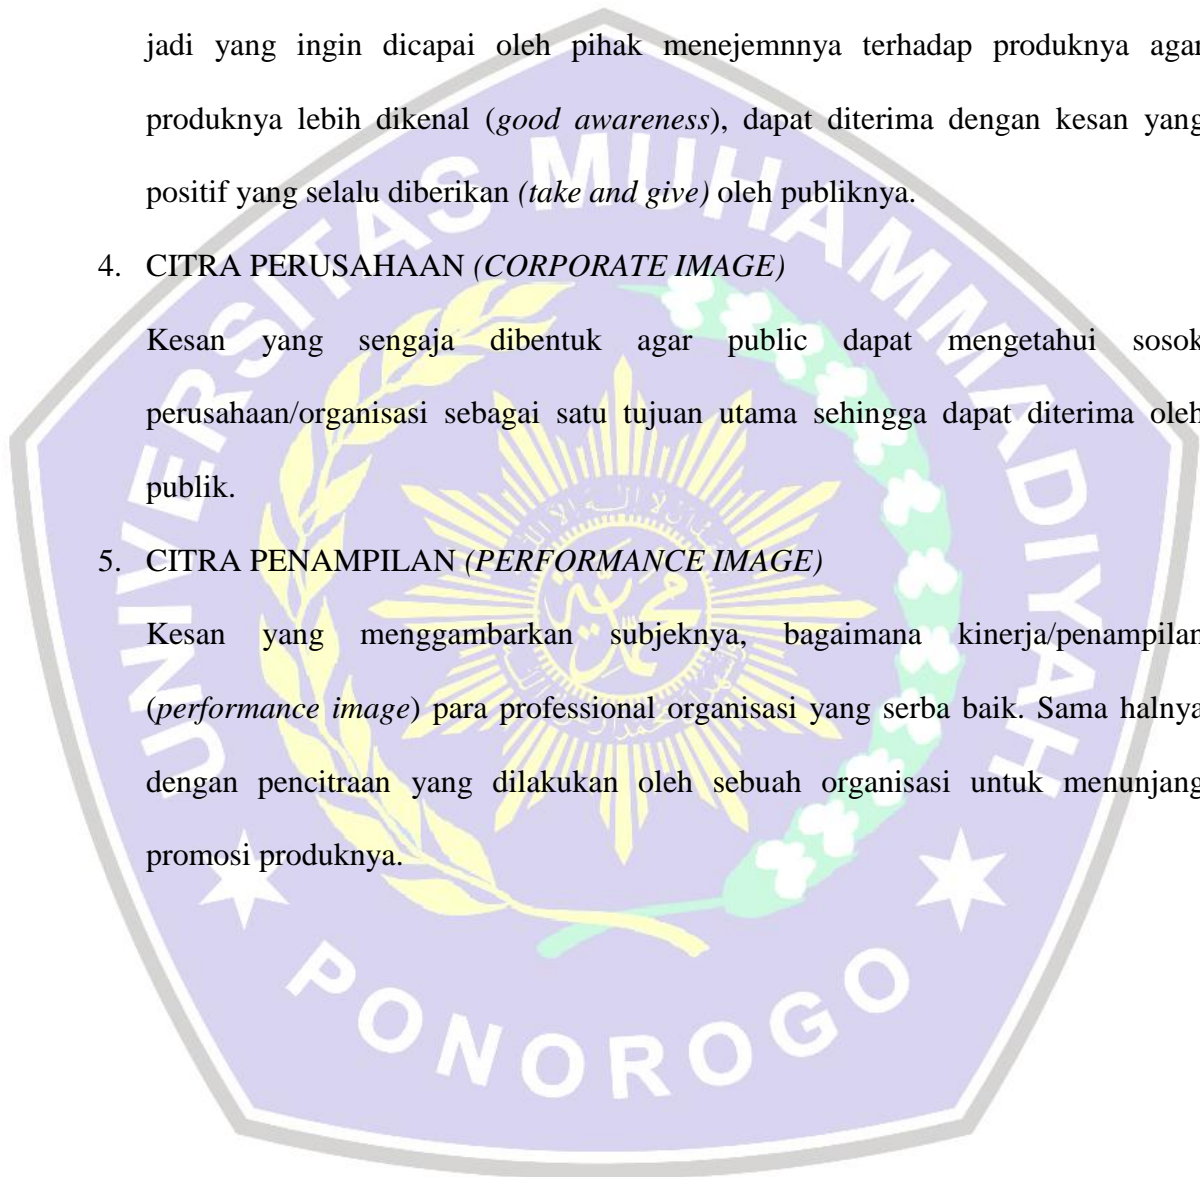 jadi yang ingin dicapai oleh pihak menejemnnya terhadap produknya agar
produknya lebih dikenal (good awareness), dapat diterima dengan kesan yang
positif yang selalu diberikan (take and give) oleh publiknya.
4. CITRA PERUSAHAAN (CORPORATE IMAGE)
Kesan yang sengaja dibentuk agar public dapat mengetahui sosok
perusahaan/organisasi sebagai satu tujuan utama sehingga dapat diterima oleh
publik.
5. CITRA PENAMPILAN (PERFORMANCE IMAGE)
Kesan yang menggambarkan subjeknya, bagaimana kinerja/penampilan
(performance image) para professional organisasi yang serba baik. Sama halnya
dengan pencitraan yang dilakukan oleh sebuah organisasi untuk menunjang
promosi produknya.
UNIVERSITAS MUHAMMADIYAH
PONOROGO